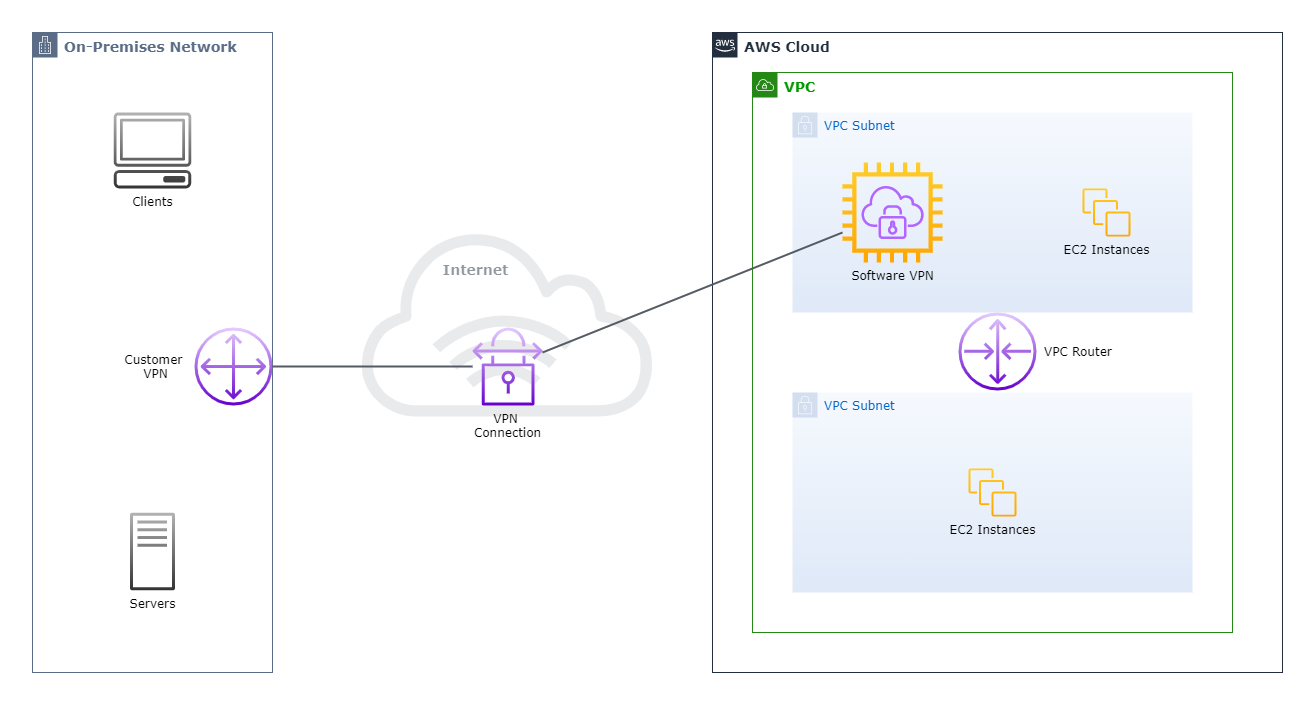 On-Premises Network
aws
AWS Cloud
VPC
VPC Subnet
Clients
EC2 Instances
Software VPN
Internet
Customer
VPN
VPC Router
VPN
Connection
VPC Subnet
EC2 Instances
Servers